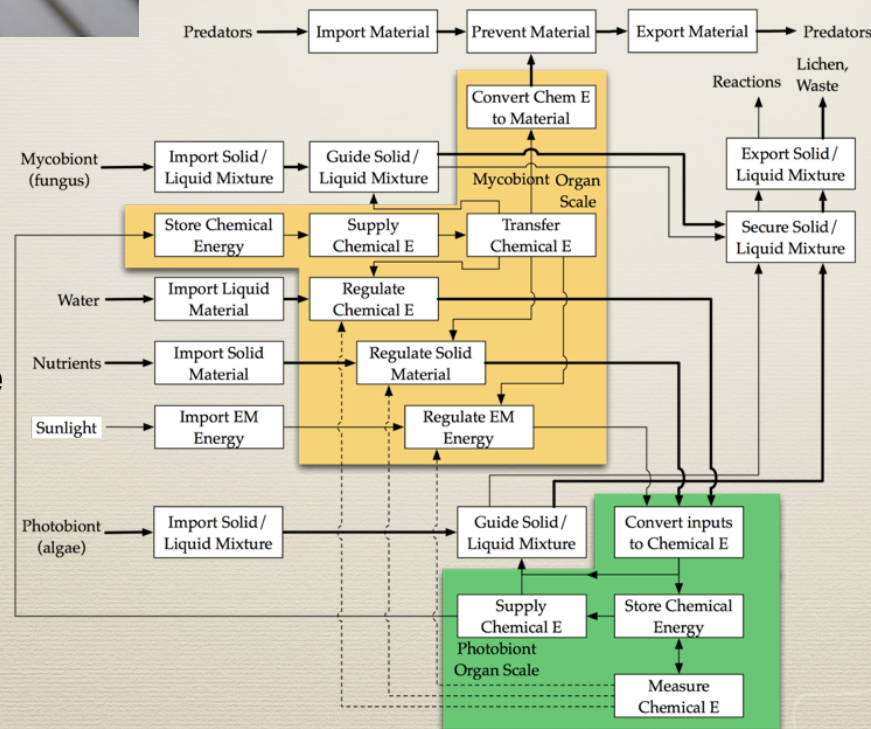 Predators
Import Material
Prevent Material
Export Material
Predators
Lichen,
Waste
Reactions
Convert Chem E
to Material
Mycobiont
(fungus)
Import Solid/
Liquid Mixture
Guide Solid/
Liquid Mixture
Export Solid/
Liquid Mixture
Mycobiont Organ
Scale
Store Chemical
Energy
Supply
Chemical E
Transfer
Chemical E
Secure Solid/
Liquid Mixture
Water
Import Liquid
Material
Regulate
Chemical E
Nutrients
Import Solid
Material
Regulate Solid
Material
e
Sunlight
Import EM
Energy
Regulate EM
Energy
Photobiont
(algae)
Import Solid/
Liquid Mixture
Guide Solid/
Liquid Mixture
Convert inputs
to Chemical E
Supply
Chemical E
Store Chemical
Energy
Photobiont
Organ Scale
Measure
Chemical E